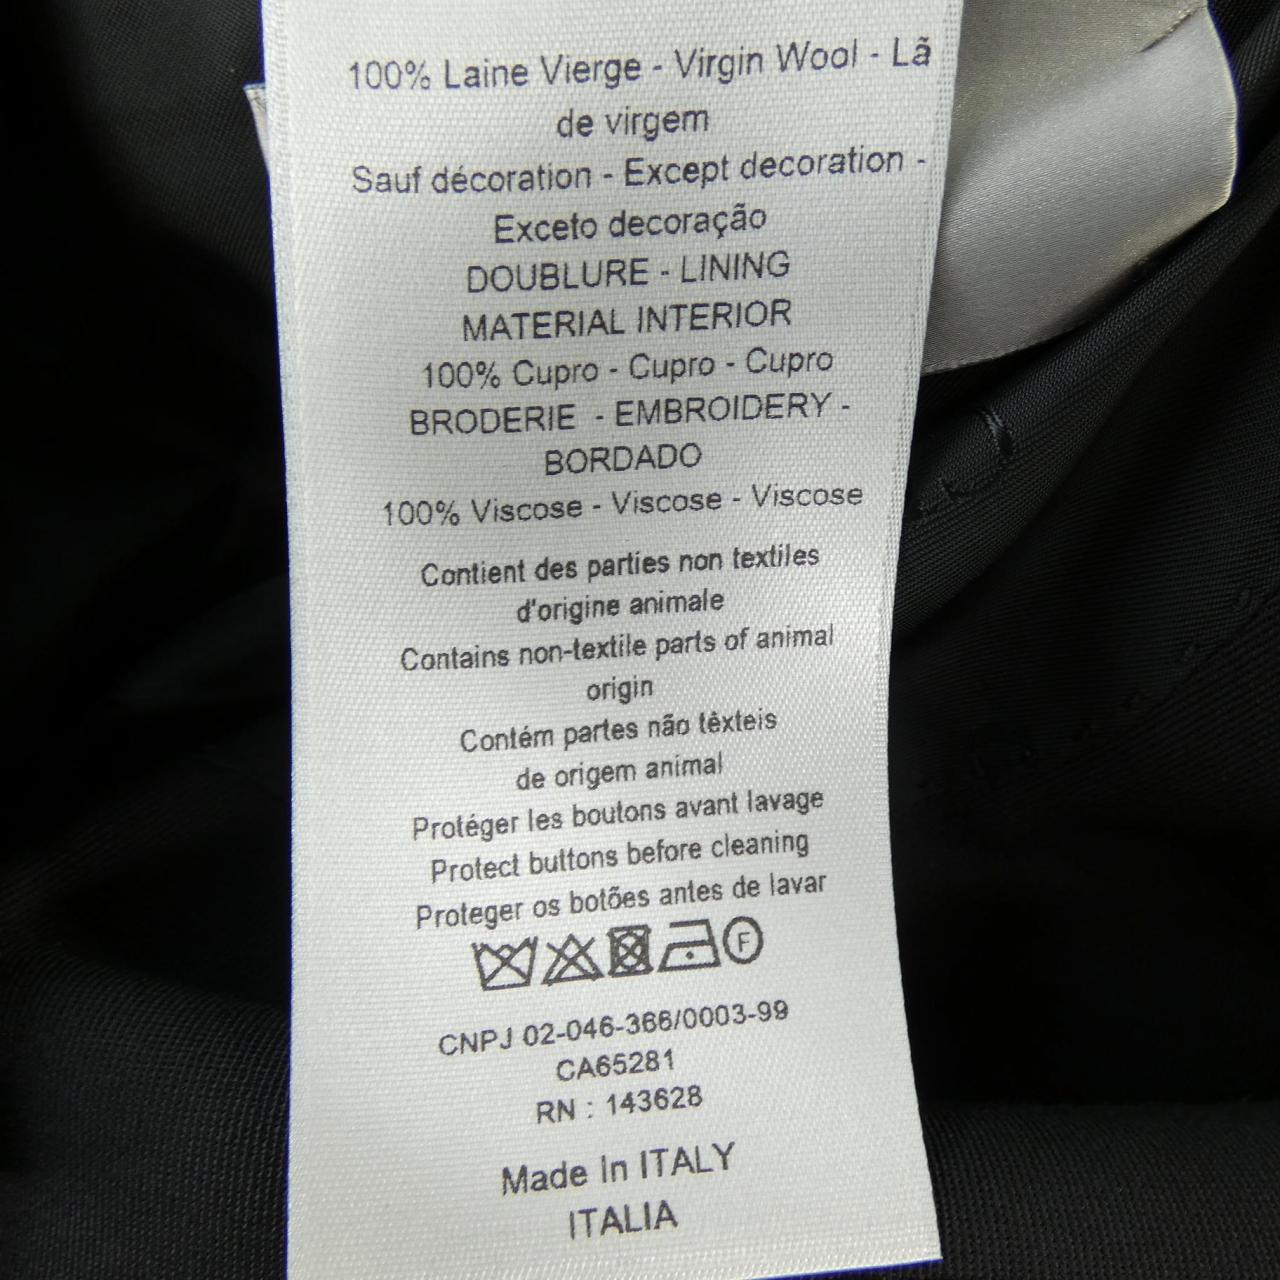 100% Laine Vierge - Virgin Wool - Lã
de virgem
Sauf décoration - Except decoration -
Exceto decoração
DOUBLURE - LINING
MATERIAL INTERIOR
100% Cupro - Cupro - Cupro
BRODERIE - EMBROIDERY -
BORDADO
100% Viscose - Viscose - Viscose
Contient des parties non textiles
d'origine animale
Contains non-textile parts of animal
origin
Contém partes não têxteis
de origem animal
Protéger les boutons avant lavage
Protect buttons before cleaning
Proteger os botões antes de lavar
F
CNPJ 02-046-366/0003-99
CA65281
RN : 143628
Made In ITALY
ITALIA